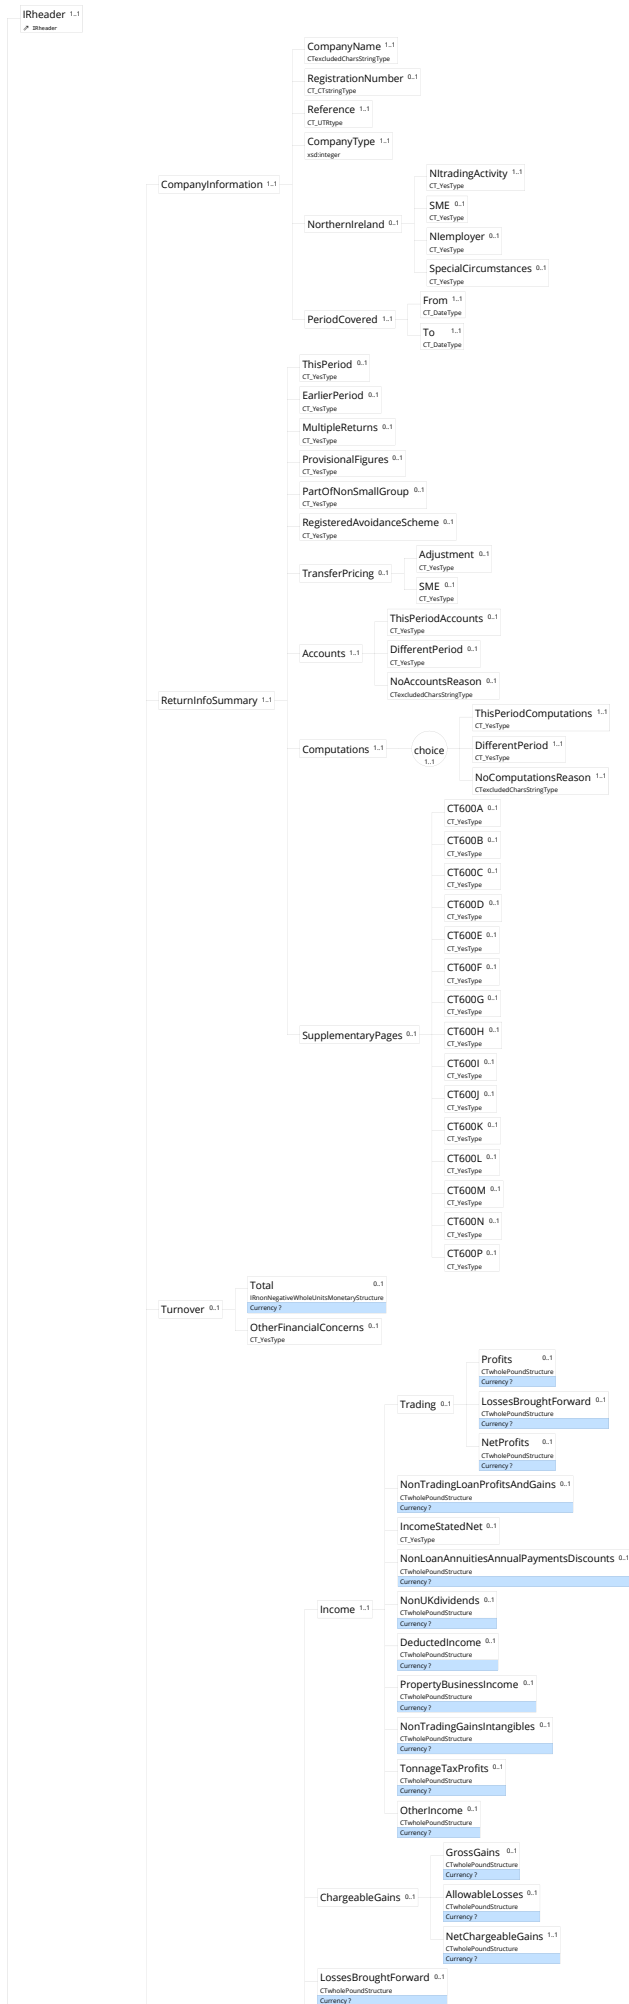 IRheader 1..1
IRheader
CompanyName 1..1
CTexcludedCharsStringType
RegistrationNumber 0..1
CT_CTstringType
Reference 1..1
CT_UTRtype
CompanyType 1..1
xsd:integer
CompanyInformation 1..1
NItradingActivity 1..1
CT_YesType
SME 0..1
CT_YesType
NorthernIreland 0..1
NIemployer 0..1
CT_YesType
SpecialCircumstances 0..1
CT_YesType
From 1..1
CT_DateType
PeriodCovered 1..1
To 1..1
CT_DateType
ThisPeriod 0..1
CT_YesType
EarlierPeriod 0..1
CT_YesType
MultipleReturns 0..1
CT_YesType
ProvisionalFigures 0..1
CT_YesType
PartOfNonSmallGroup 0..1
CT_YesType
RegisteredAvoidanceScheme 0..1
CT_YesType
Adjustment 0..1
CT_YesType
TransferPricing 0..1
SME 0..1
CT_YesType
ThisPeriodAccounts 0..1
CT_YesType
Accounts 1..1
DifferentPeriod 0..1
CT_YesType
NoAccountsReason 0..1
CTexcludedCharsStringType
ReturnInfoSummary 1..1
ThisPeriodComputations 1..1
CT_YesType
Computations 1..1
choice
1..1
DifferentPeriod 1..1
CT_YesType
NoComputationsReason 1..1
CTexcludedCharsStringType
CT600A 0..1
CT_YesType
CT600B 0..1
CT_YesType
CT600C 0..1
CT_YesType
CT600D 0..1
CT_YesType
CT600E 0..1
CT_YesType
CT600F 0..1
CT_YesType
CT600G 0..1
CT_YesType
SupplementaryPages 0..1
CT600H 0..1
CT_YesType
CT600I 0..1
CT_YesType
CT600J 0..1
CT_YesType
CT600K 0..1
CT_YesType
CT600L 0..1
CT_YesType
CT600M 0..1
CT_YesType
CT600N 0..1
CT_YesType
CT600P 0..1
CT_YesType
Total 0..1
IRnonNegativeWholeUnitsMonetaryStructure
Currency ?
Turnover 0..1
OtherFinancialConcerns 0..1
CT_YesType
Profits 0..1
CTwholePoundStructure
Currency ?
Trading 0..1
LossesBroughtForward 0..1
CTwholePoundStructure
Currency ?
NetProfits 0..1
CTwholePoundStructure
Currency ?
NonTradingLoanProfitsAndGains 0..1
CTwholePoundStructure
Currency ?
IncomeStatedNet 0..1
CT_YesType
NonLoanAnnuitiesAnnualPaymentsDiscounts 0..1
CTwholePoundStructure
Currency ?
Income 1..1
NonUKdividends 0..1
CTwholePoundStructure
Currency ?
DeductedIncome 0..1
CTwholePoundStructure
Currency ?
PropertyBusinessIncome 0..1
CTwholePoundStructure
Currency ?
NonTradingGainsIntangibles 0..1
CTwholePoundStructure
Currency ?
TonnageTaxProfits 0..1
CTwholePoundStructure
Currency ?
OtherIncome 0..1
CTwholePoundStructure
Currency ?
GrossGains 0..1
CTwholePoundStructure
Currency ?
ChargeableGains 0..1
AllowableLosses 0..1
CTwholePoundStructure
Currency ?
NetChargeableGains 1..1
CTwholePoundStructure
Currency ?
LossesBroughtForward 0..1
CTwholePoundStructure
Currency ?